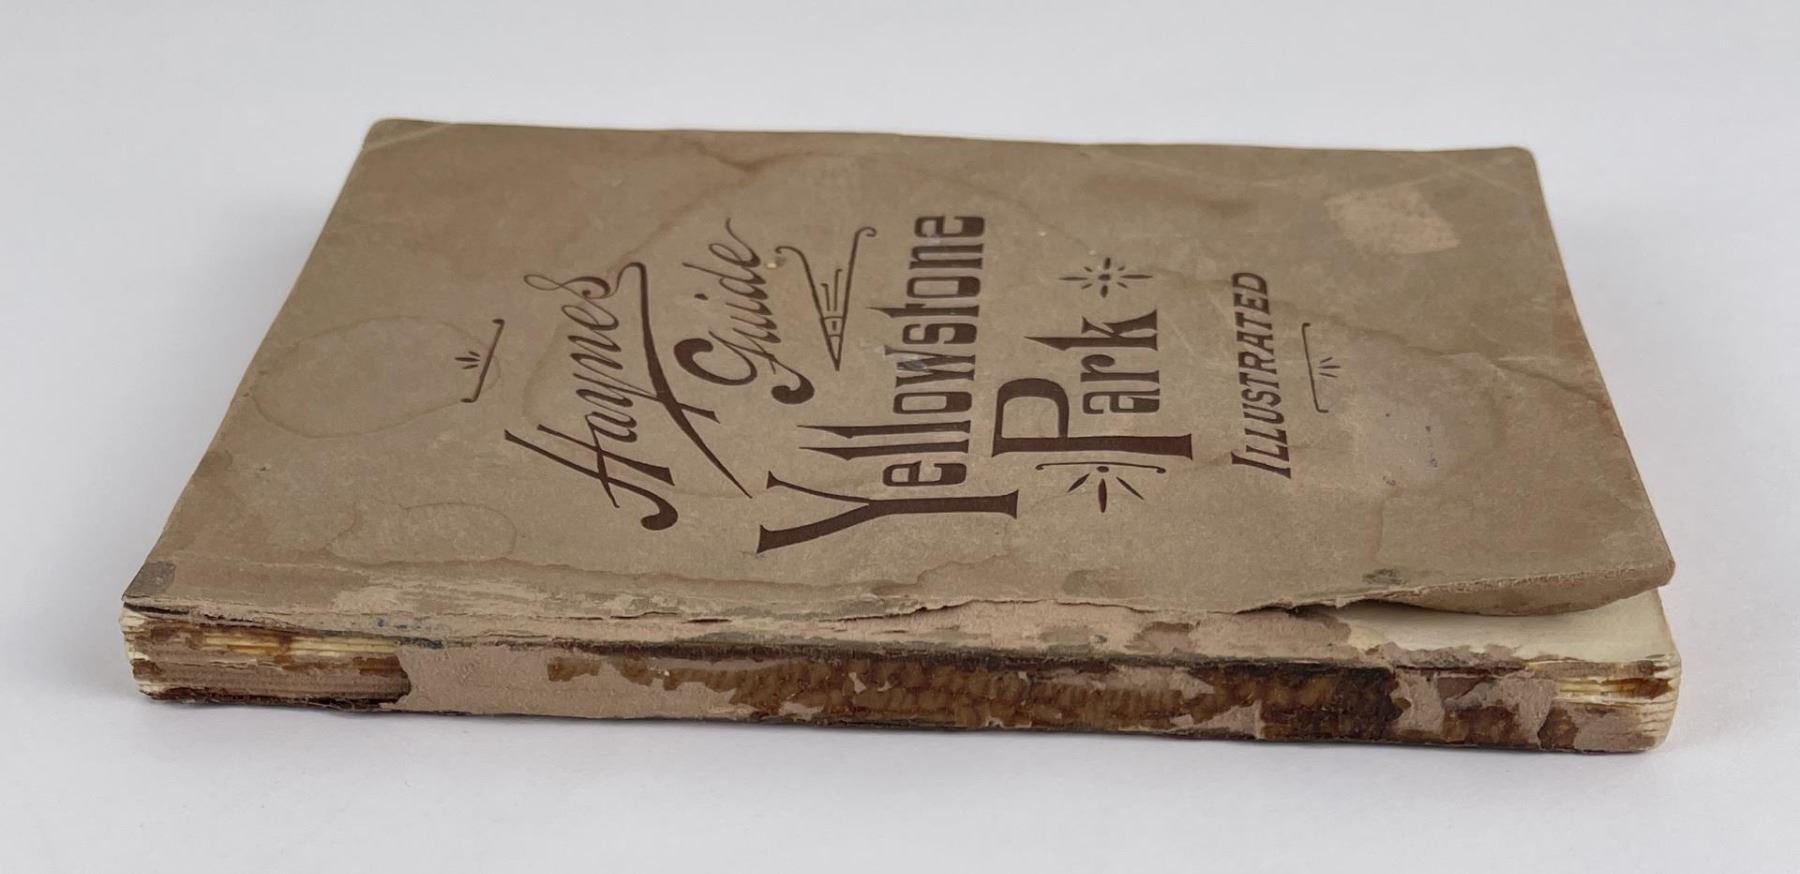 Haynes
Guide
Yellowstone
Park
ILLUSTRATED